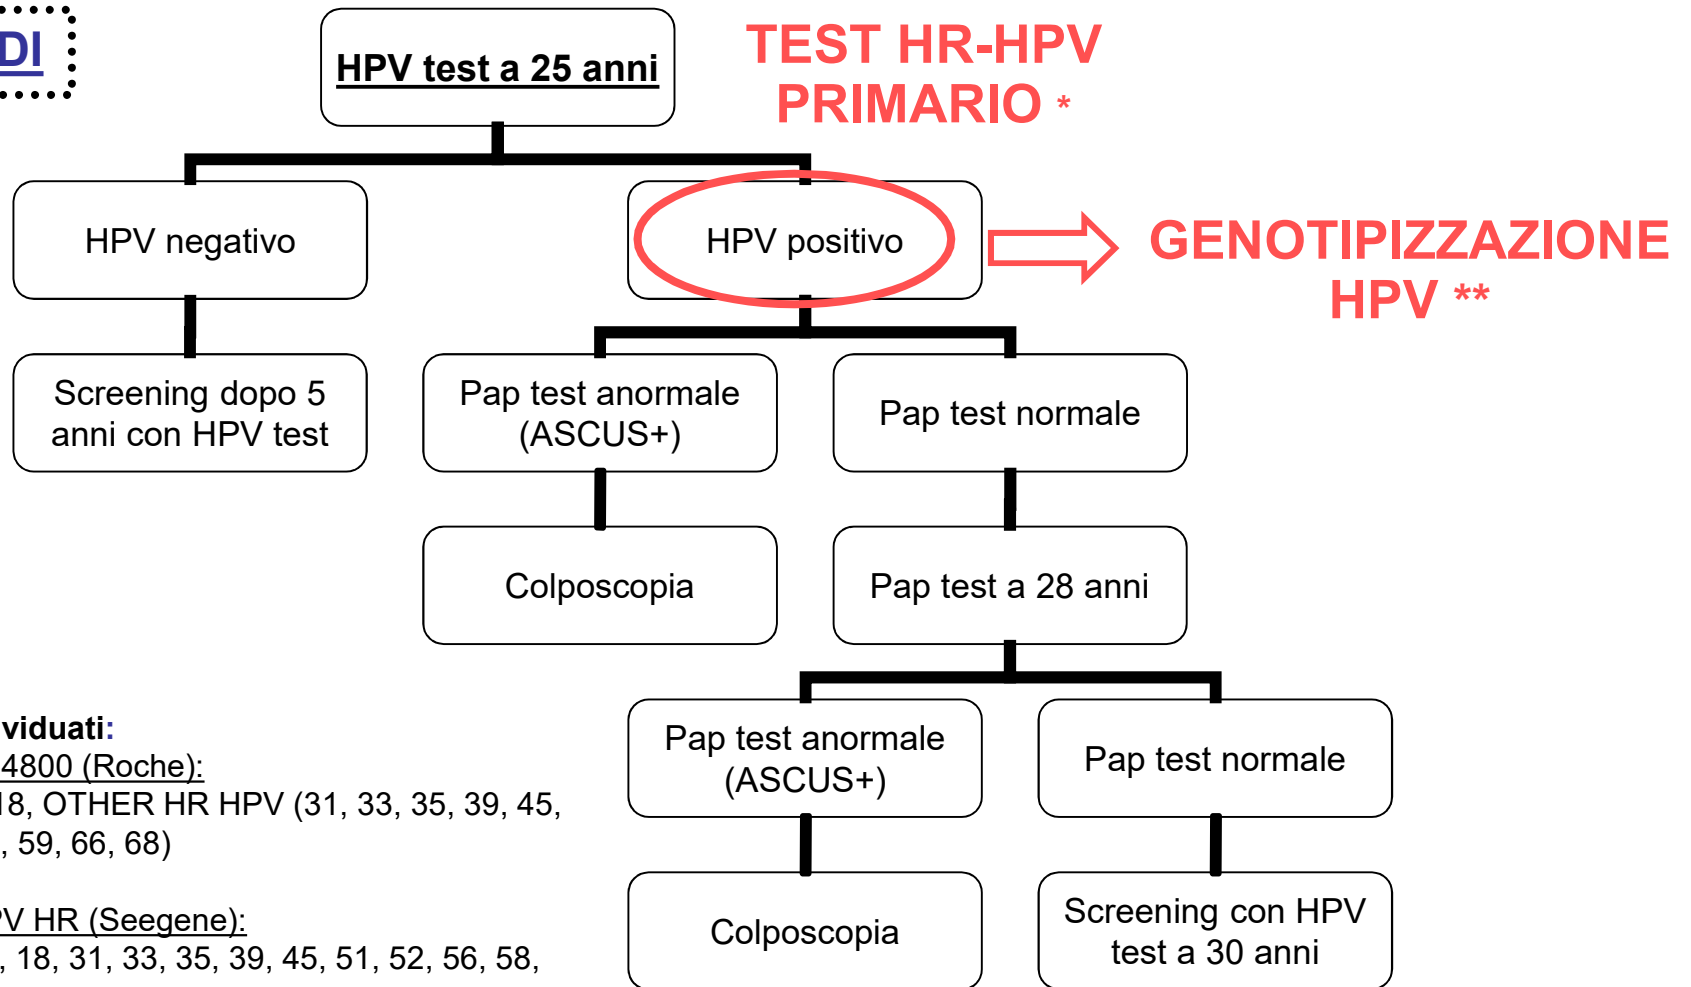 DI
HPV test a 25 anni
TEST HR-HPV
PRIMARIO *
HPV negativo
HPV positivo
GENOTIPIZZAZIONE
HPV **
Screening dopo 5
anni con HPV test
Pap test anormale
(ASCUS+)
Pap test normale
Colposcopia
Pap test a 28 anni
viduati:
4800 (Roche):
18, OTHER HR HPV (31, 33, 35, 39, 45,
, 59, 66, 68)
Pap test anormale
(ASCUS+)
Pap test normale
PV HR (Seegene):
, 18, 31, 33, 35, 39, 45, 51, 52, 56, 58,
Colposcopia
Screening con HPV
test a 30 anni